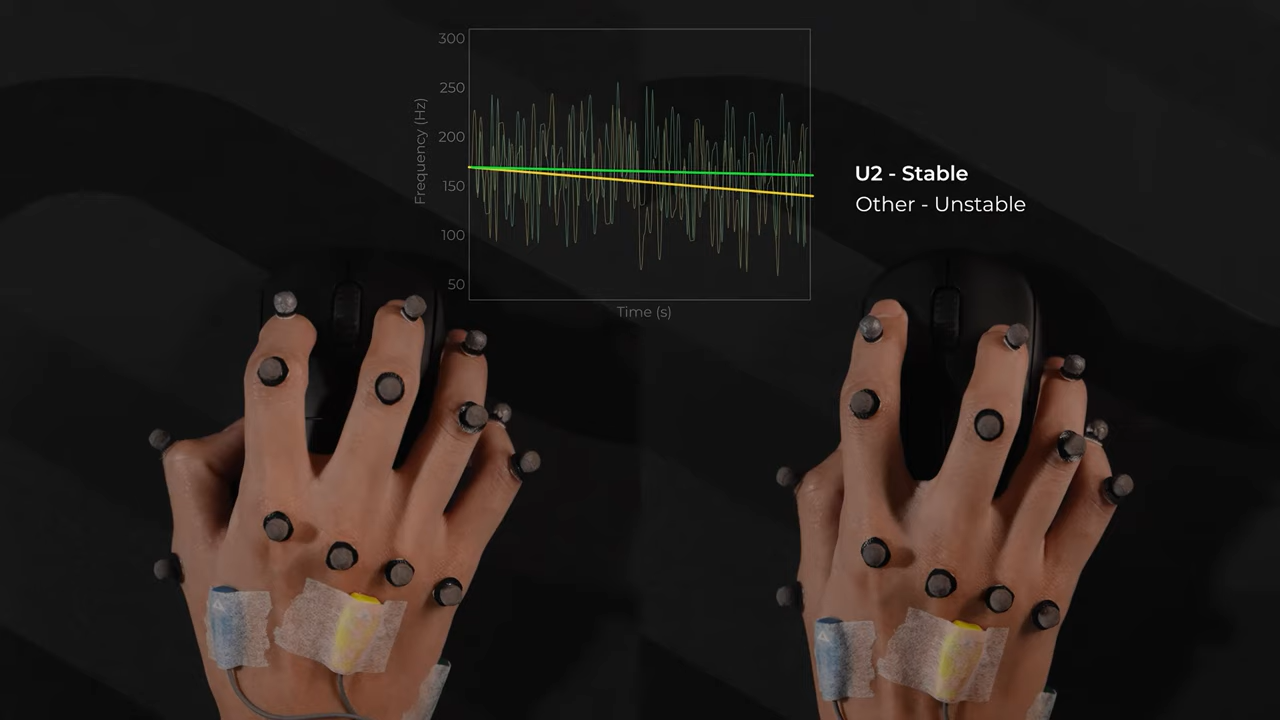 300
250
200
150
100
50
Frequency (Hz)
Time (s)
U2 - Stable
Other - Unstable